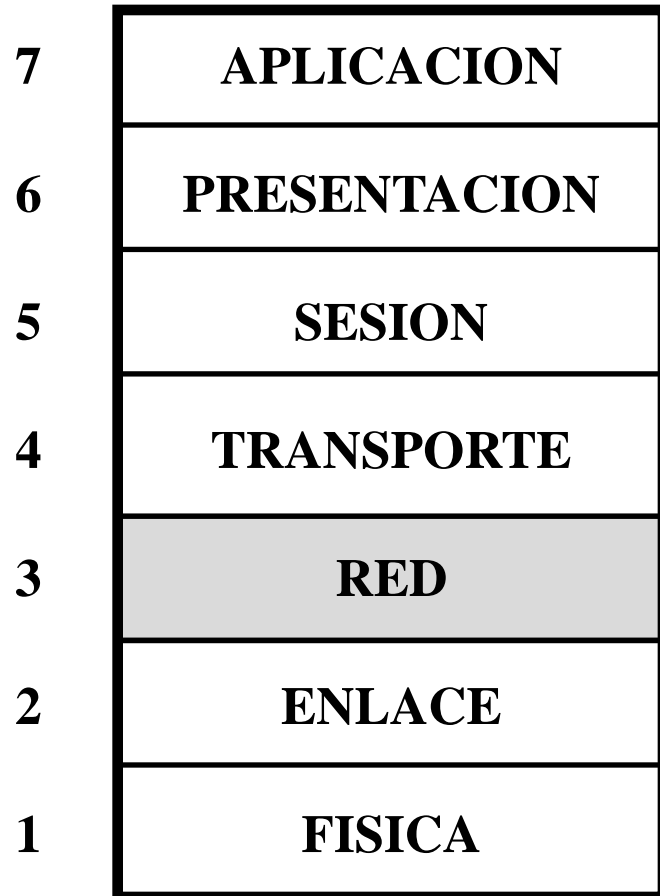 7 APLICACION
6 PRESENTACION
5 SESION
4 TRANSPORTE
3 RED
2 ENLACE
1 FISICA